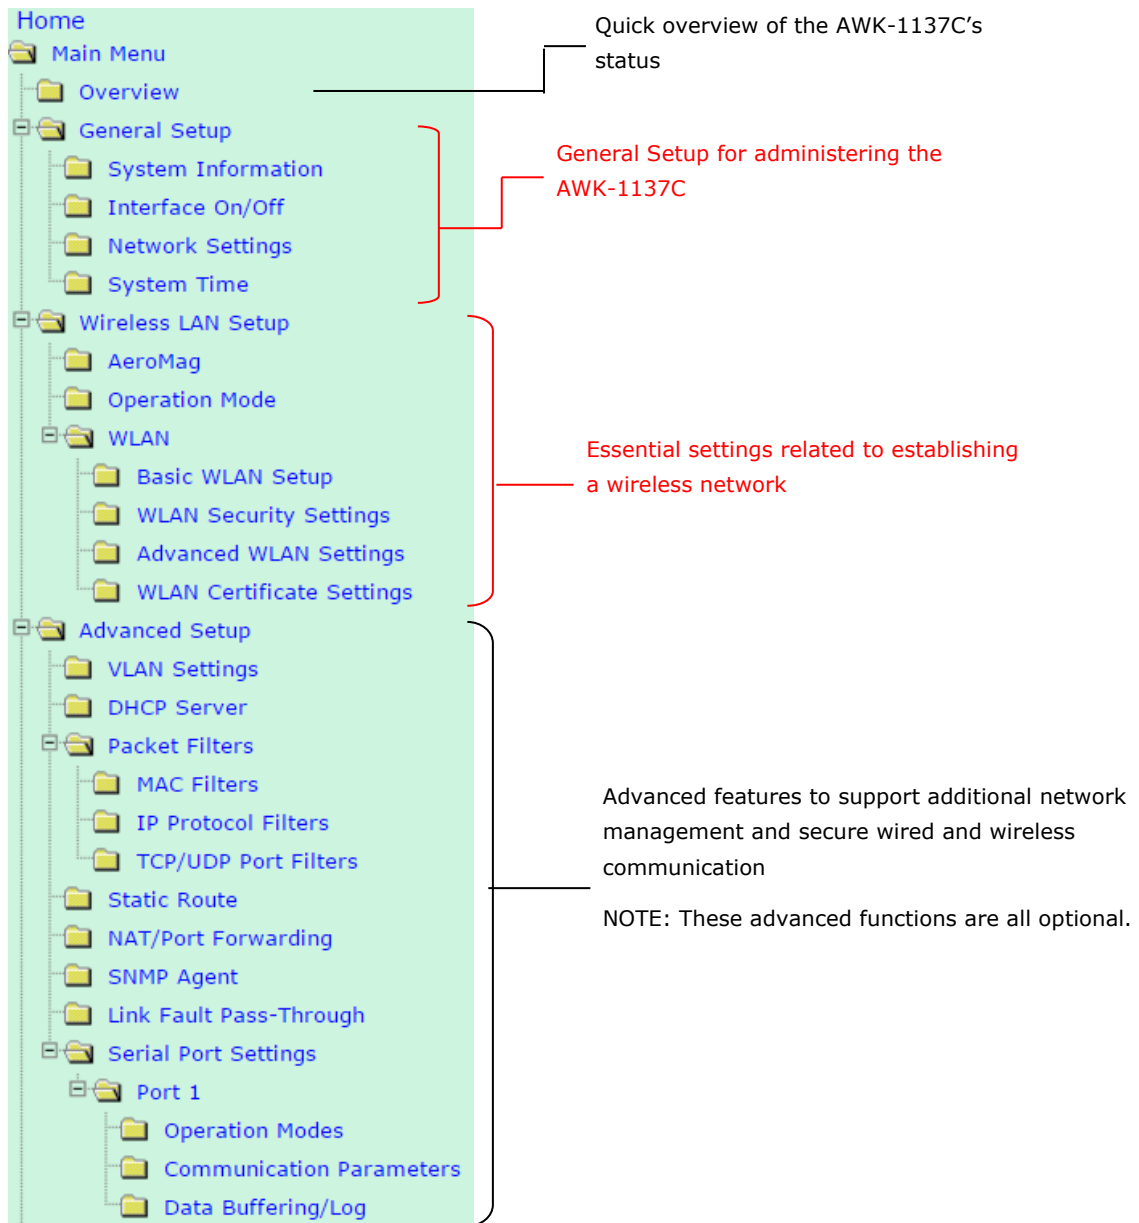 Home
Main Menu
Overview
General Setup
System Information
Interface On/Off
Network Settings
System Time
Wireless LAN Setup
AeroMag
Operation Mode
WLAN
Basic WLAN Setup
WLAN Security Settings
Advanced WLAN Settings
WLAN Certificate Settings
Advanced Setup
VLAN Settings
DHCP Server
Packet Filters
MAC Filters
IP Protocol Filters
TCP/UDP Port Filters
Static Route
NAT/Port Forwarding
SNMP Agent
Link Fault Pass-Through
Serial Port Settings
Port 1
Operation Modes
Communication Parameters
Data Buffering/Log
Quick overview of the AWK-1137C’s
status
General Setup for administering the
AWK-1137C
Essential settings related to establishing
a wireless network
Advanced features to support additional network
management and secure wired and wireless
communication
NOTE: These advanced functions are all optional.